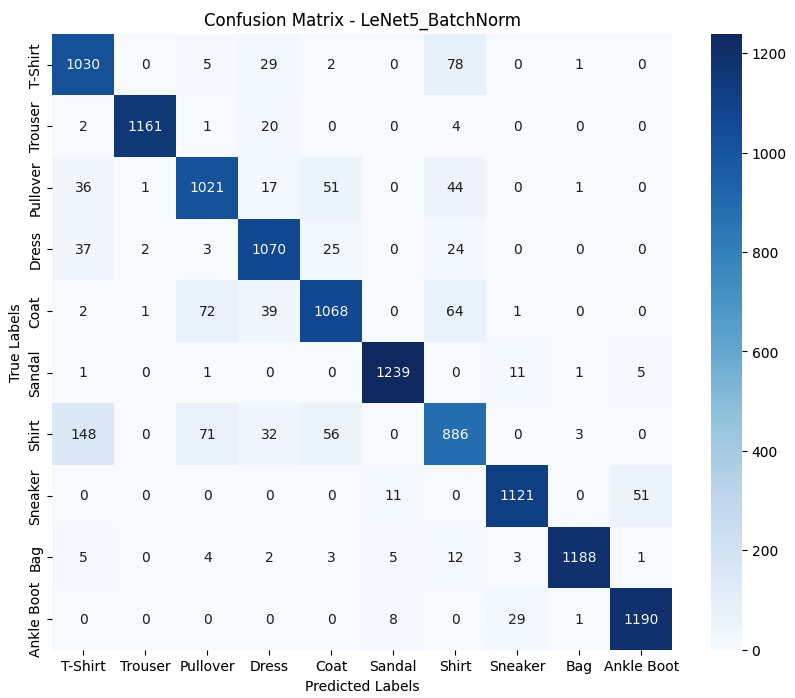 Confusion Matrix - LeNet5_BatchNorm
True Labels
T-Shirt 1030 0 5 29 2 0 78 0 1 0
Trouser 2 1161 1 20 0 0 4 0 0 0
Pullover 36 1 1021 17 51 0 44 0 1 0
Dress 37 2 3 1070 25 0 24 0 0 0
Coat 2 1 72 39 1068 0 64 1 0 0
Sandal 1 0 1 0 0 1239 0 11 1 5
Shirt 148 0 71 32 56 0 886 0 3 0
Sneaker 0 0 0 0 0 11 0 1121 0 51
Bag 5 0 4 2 3 5 12 3 1188 1
Ankle Boot 0 0 0 0 0 8 0 29 1 1190
T-Shirt Trouser Pullover Dress Coat Sandal Shirt Sneaker Bag Ankle Boot
Predicted Labels
1200
1000
800
600
400
200
0